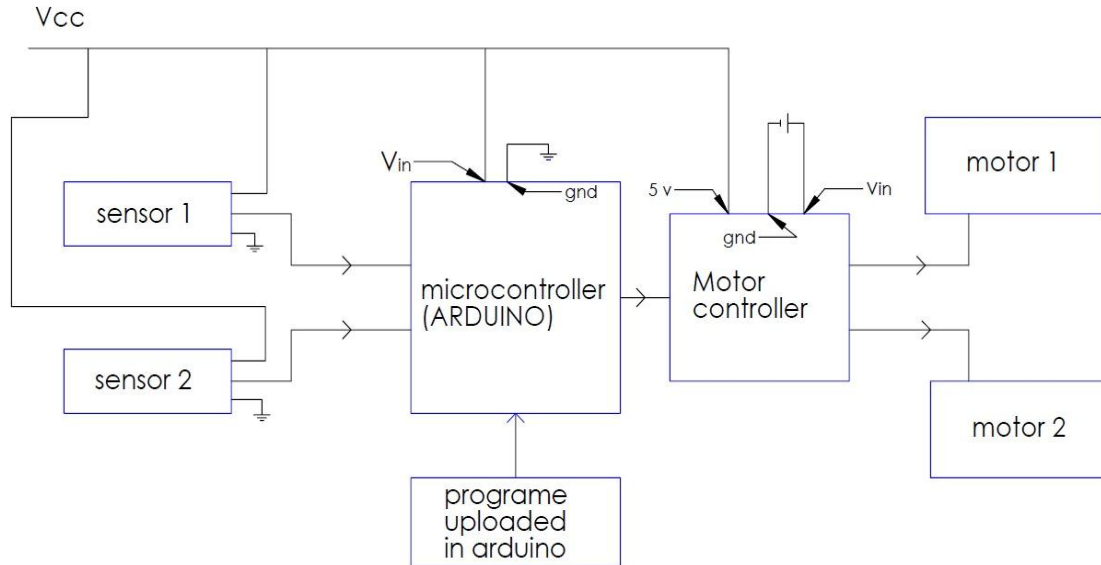 Vcc
Vin
gnd
5 v
Vin
gnd
sensor 1
motor 1
microcontroller
(ARDUINO)
Motor
controller
sensor 2
motor 2
programe
uploaded
in arduino